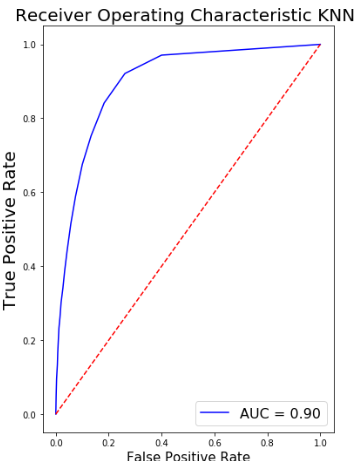 Receiver Operating Characteristic KNN
True Positive Rate
1.0
0.8
0.6
0.4
0.2
0.0
AUC = 0.90
0.0 0.2 0.4 0.6 0.8 1.0
False Positive Rate